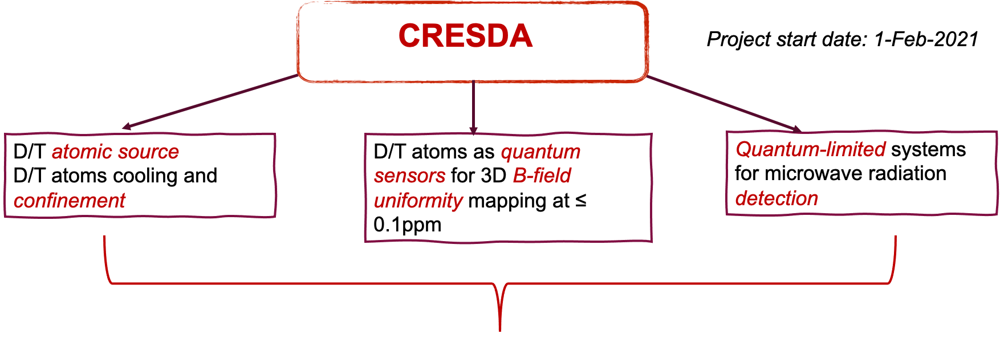 CRESDA
Project start date: 1-Feb-2021
D/T atomic source
D/T atoms cooling and
confinement
D/T atoms as quantum
sensors for 3D B-field
uniformity mapping at ≤
0.1ppm
Quantum-limited systems
for microwave radiation
detection